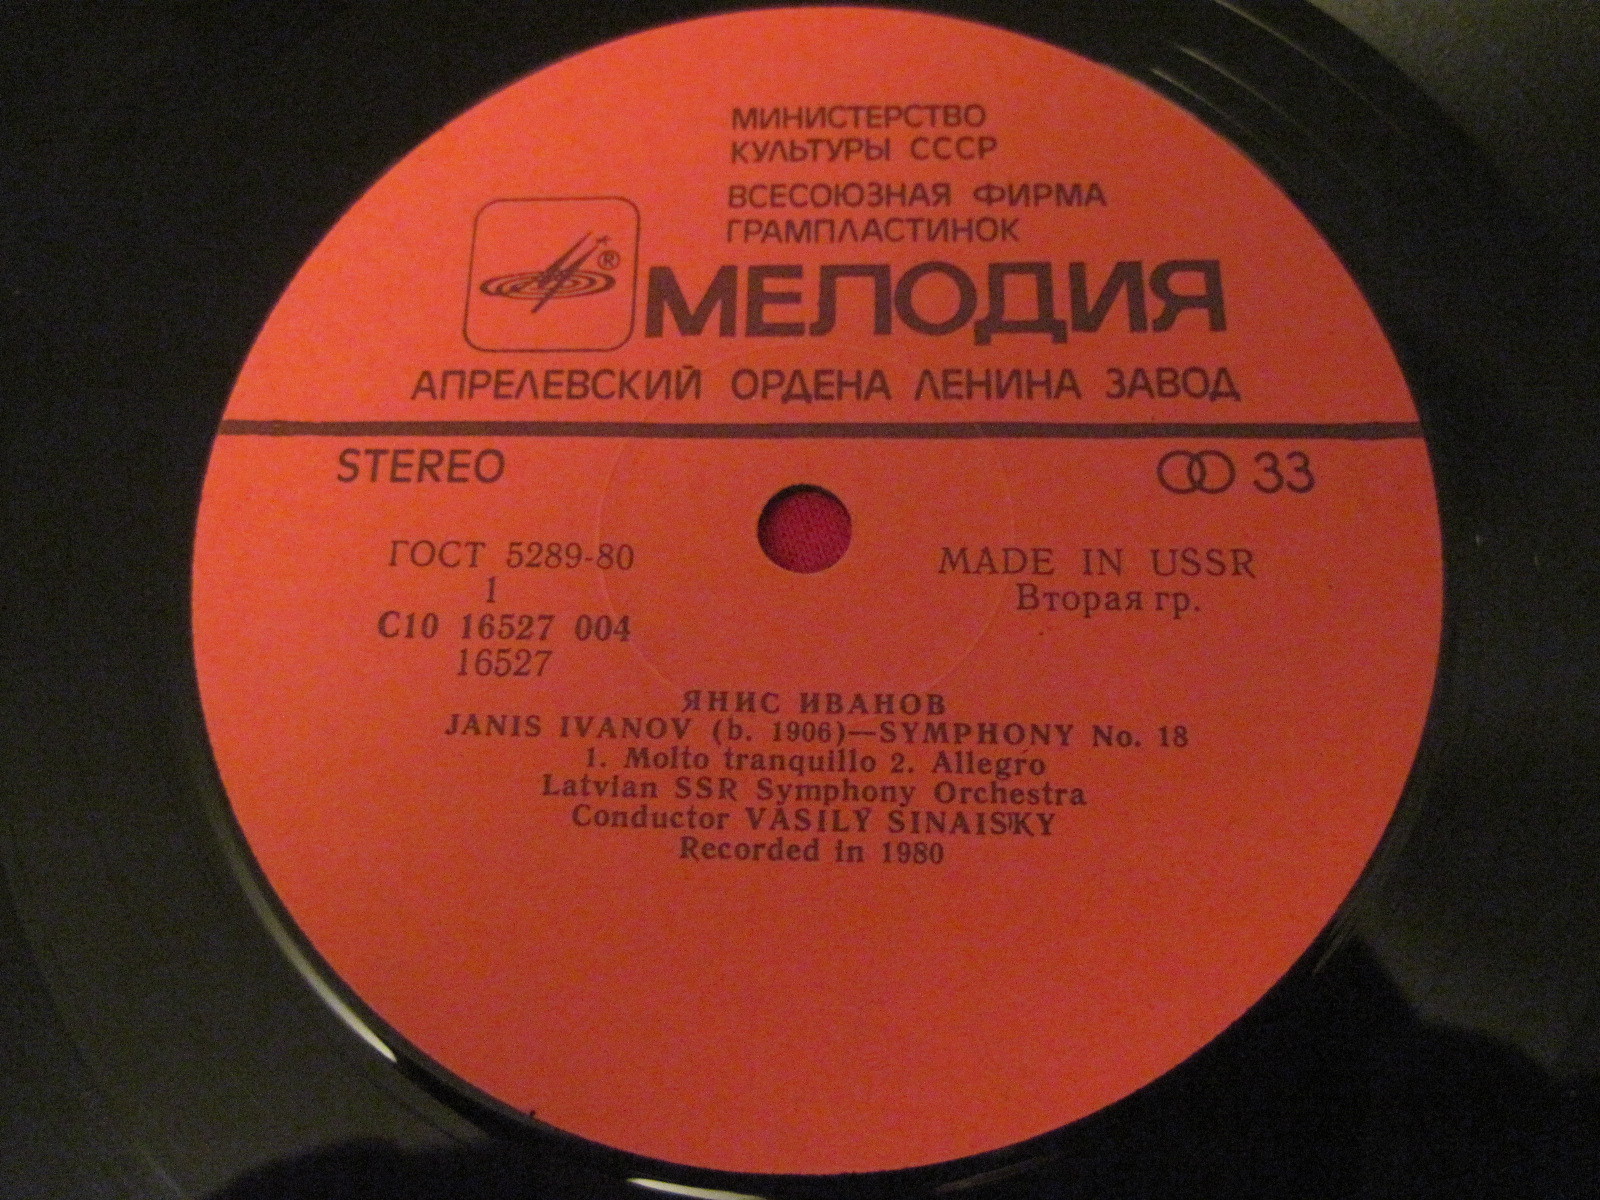 МИНИСТЕРСТВО
КУЛЬТУРЫ СССР
ВСЕСОЮЗНАЯ ФИРМА
ГРАМПЛАСТИНОК
®
МЕЛОДИЯ
АПРЕЛЕВСКИЙ ОРДЕНА ЛЕНИНА ЗАВОД
STEREO
33
ГОСТ 5289-80
MADE IN USSR
1
Вторая гр.
С10 16527 004
16527
ЯНИС ИВАНОВ
JANIS IVANOV (b. 1906)—SYMPHONY No. 18
1. Molto tranquillo 2. Allegro
Latvian SSR Symphony Orchestra
Conductor VASILY SINAISKY
Recorded in 1980